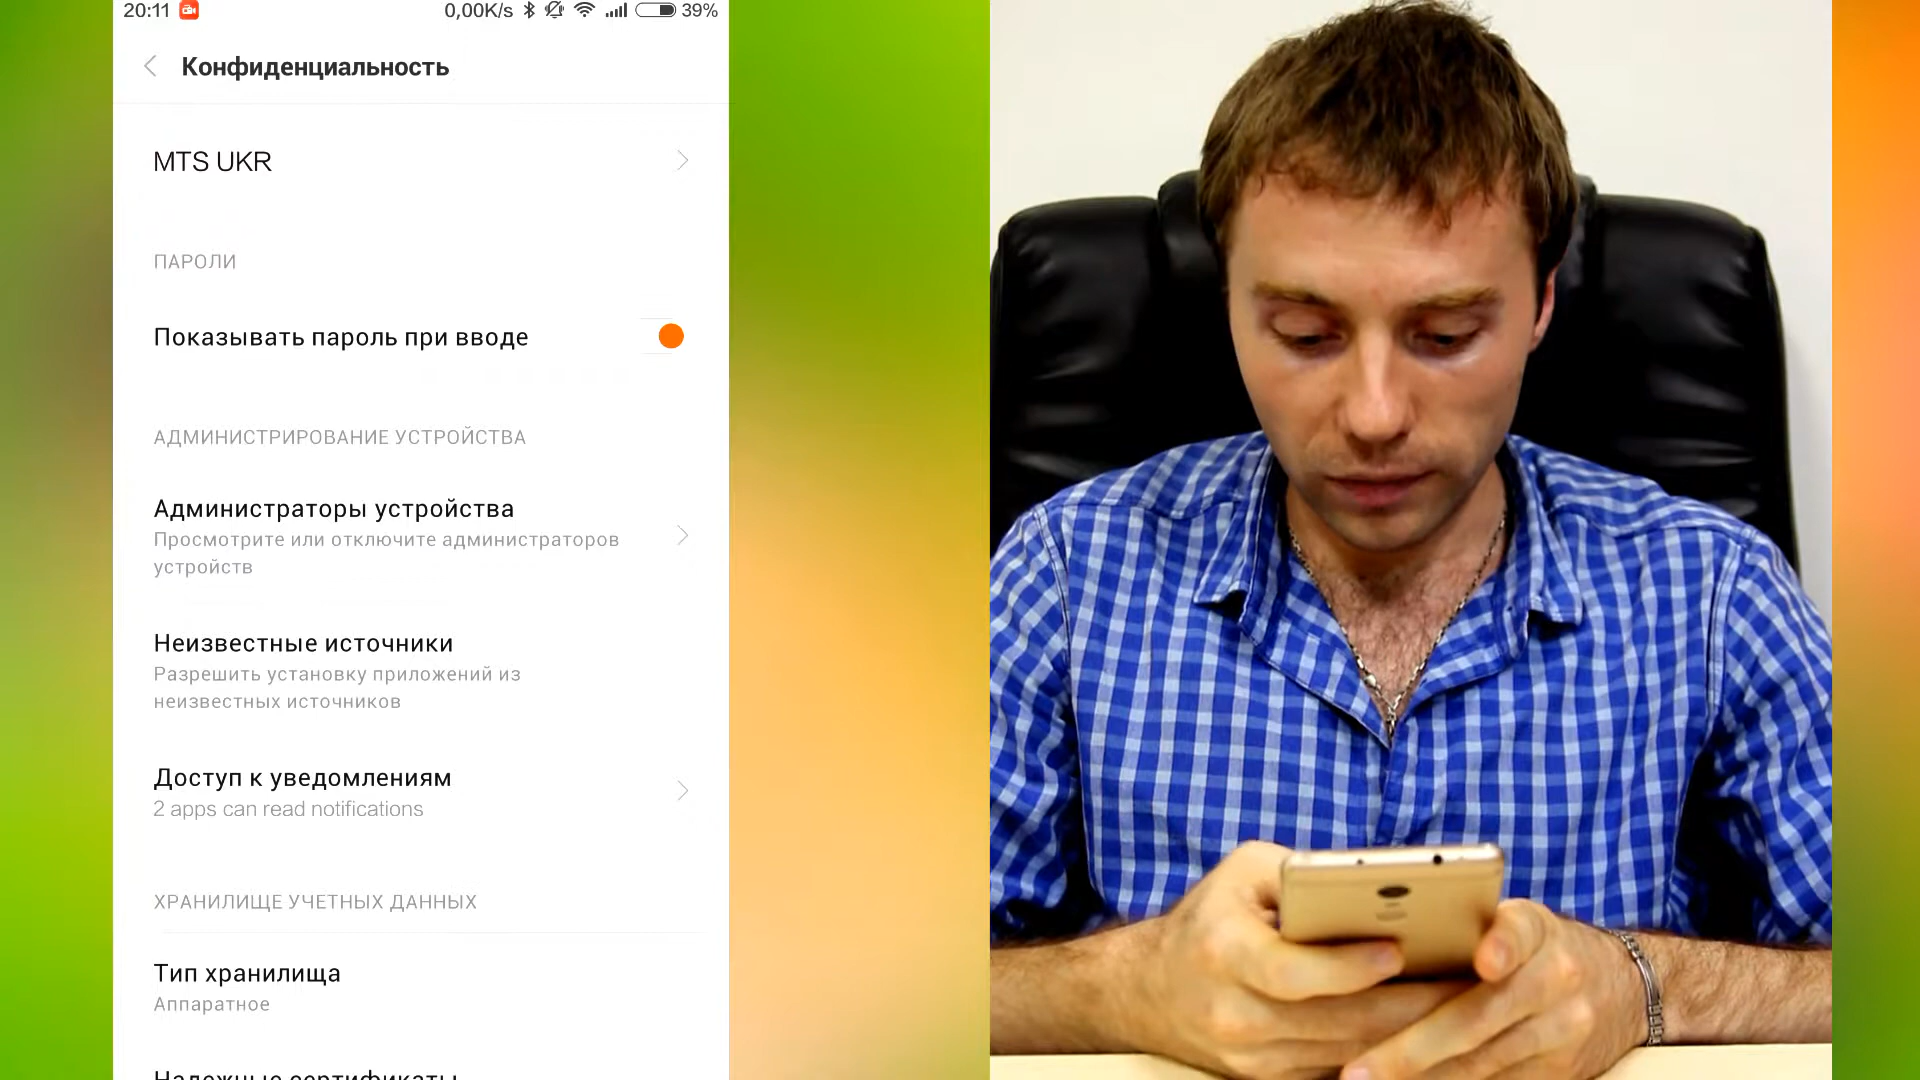 20:11 0,00K/s 39%
Конфиденциальность
MTS UKR
ПАРОЛИ
Показывать пароль при вводе
АДМИНИСТРИРОВАНИЕ УСТРОЙСТВА
Администраторы устройства
Просмотрите или отключите администраторов
устройств
Неизвестные источники
Разрешить установку приложений из
неизвестных источников
Доступ к уведомлениям
2 apps can read notifications
ХРАНИЛИЩЕ УЧЕТНЫХ ДАННЫХ
Тип хранилища
Аппаратное
Надежные сертификаты